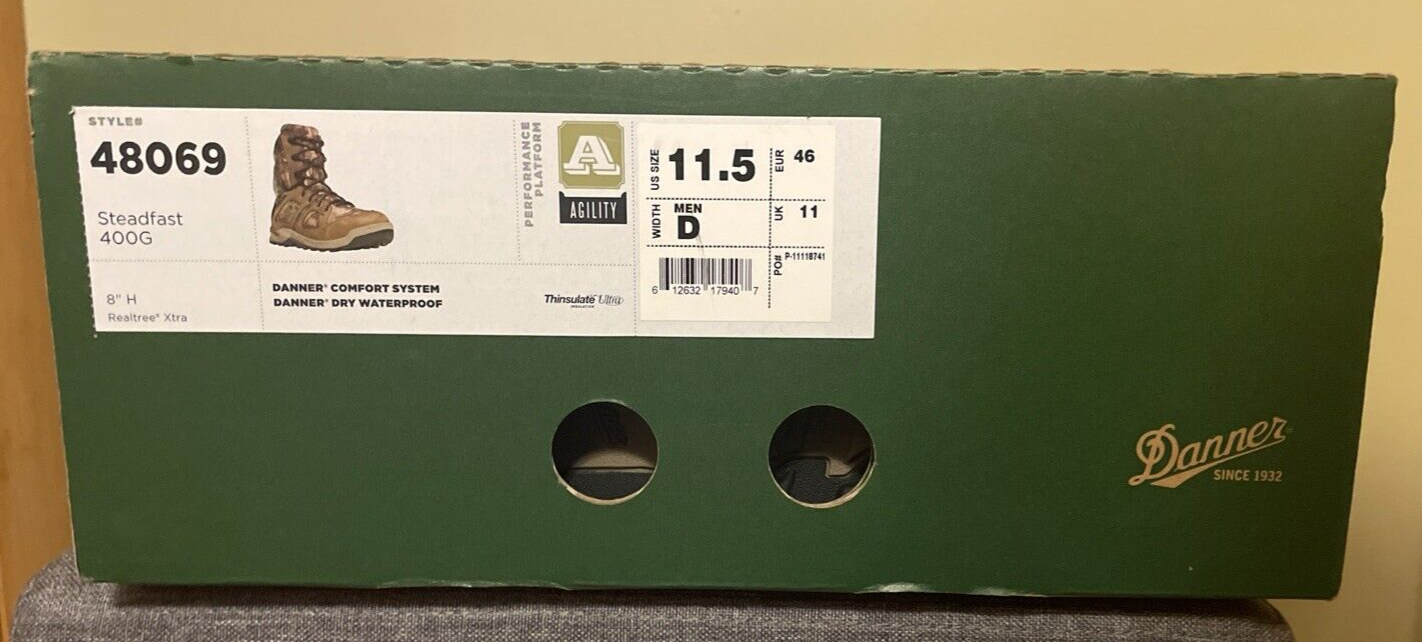 STYLE#
48069
Steadfast
400G
8" H
Realtree® Xtra
DANNER® COMFORT SYSTEM
DANNER® DRY WATERPROOF
PERFORMANCE
PLATFORM
A
AGILITY
Thinsulate Ultra
INSULATION
US SIZE 11.5
EUR 46
WIDTH MEN
D
UK 11
6 12632 17940 7
PO# P-11118741
Danner®
SINCE 1932